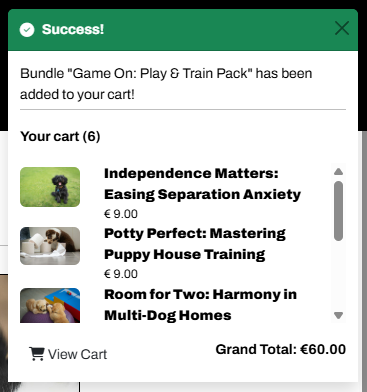 Success!
Bundle "Game On: Play & Train Pack" has been
added to your cart!
Your cart (6)
Independence Matters:
Easing Separation Anxiety
€ 9.00
Potty Perfect: Mastering
Puppy House Training
€ 9.00
Room for Two: Harmony in
Multi-Dog Homes
View Cart
Grand Total: €60.00